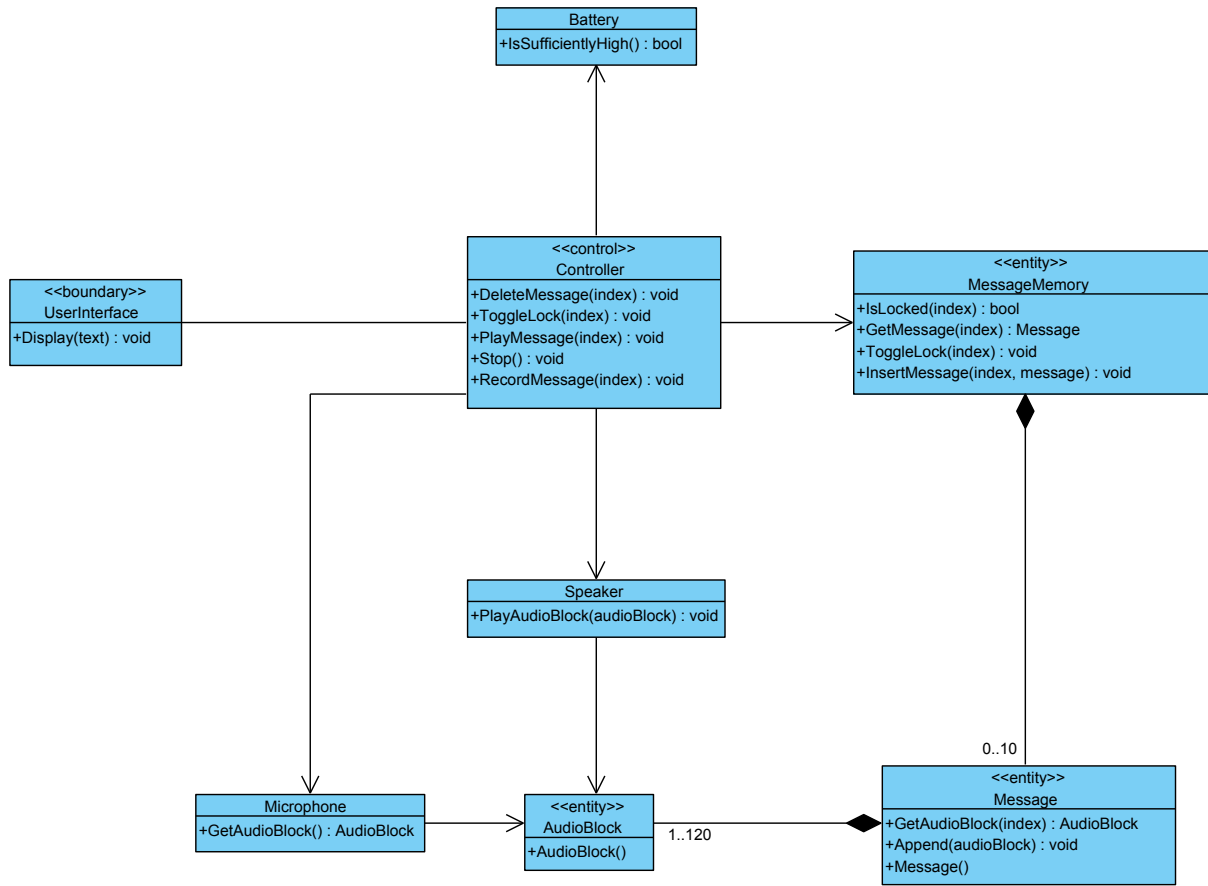 Battery
+IsSufficientlyHigh() : bool
<<control>>
Controller
+DeleteMessage(index) : void
+ToggleLock(index) : void
+PlayMessage(index) : void
+Stop() : void
+RecordMessage(index) : void
<<boundary>>
UserInterface
+Display(text) : void
<<entity>>
MessageMemory
+IsLocked(index) : bool
+GetMessage(index) : Message
+ToggleLock(index) : void
+InsertMessage(index, message) : void
Speaker
+PlayAudioBlock(audioBlock) : void
0..10
Microphone
+GetAudioBlock() : AudioBlock
<<entity>>
AudioBlock
+AudioBlock()
1..120
<<entity>>
Message
+GetAudioBlock(index) : AudioBlock
+Append(audioBlock) : void
+Message()